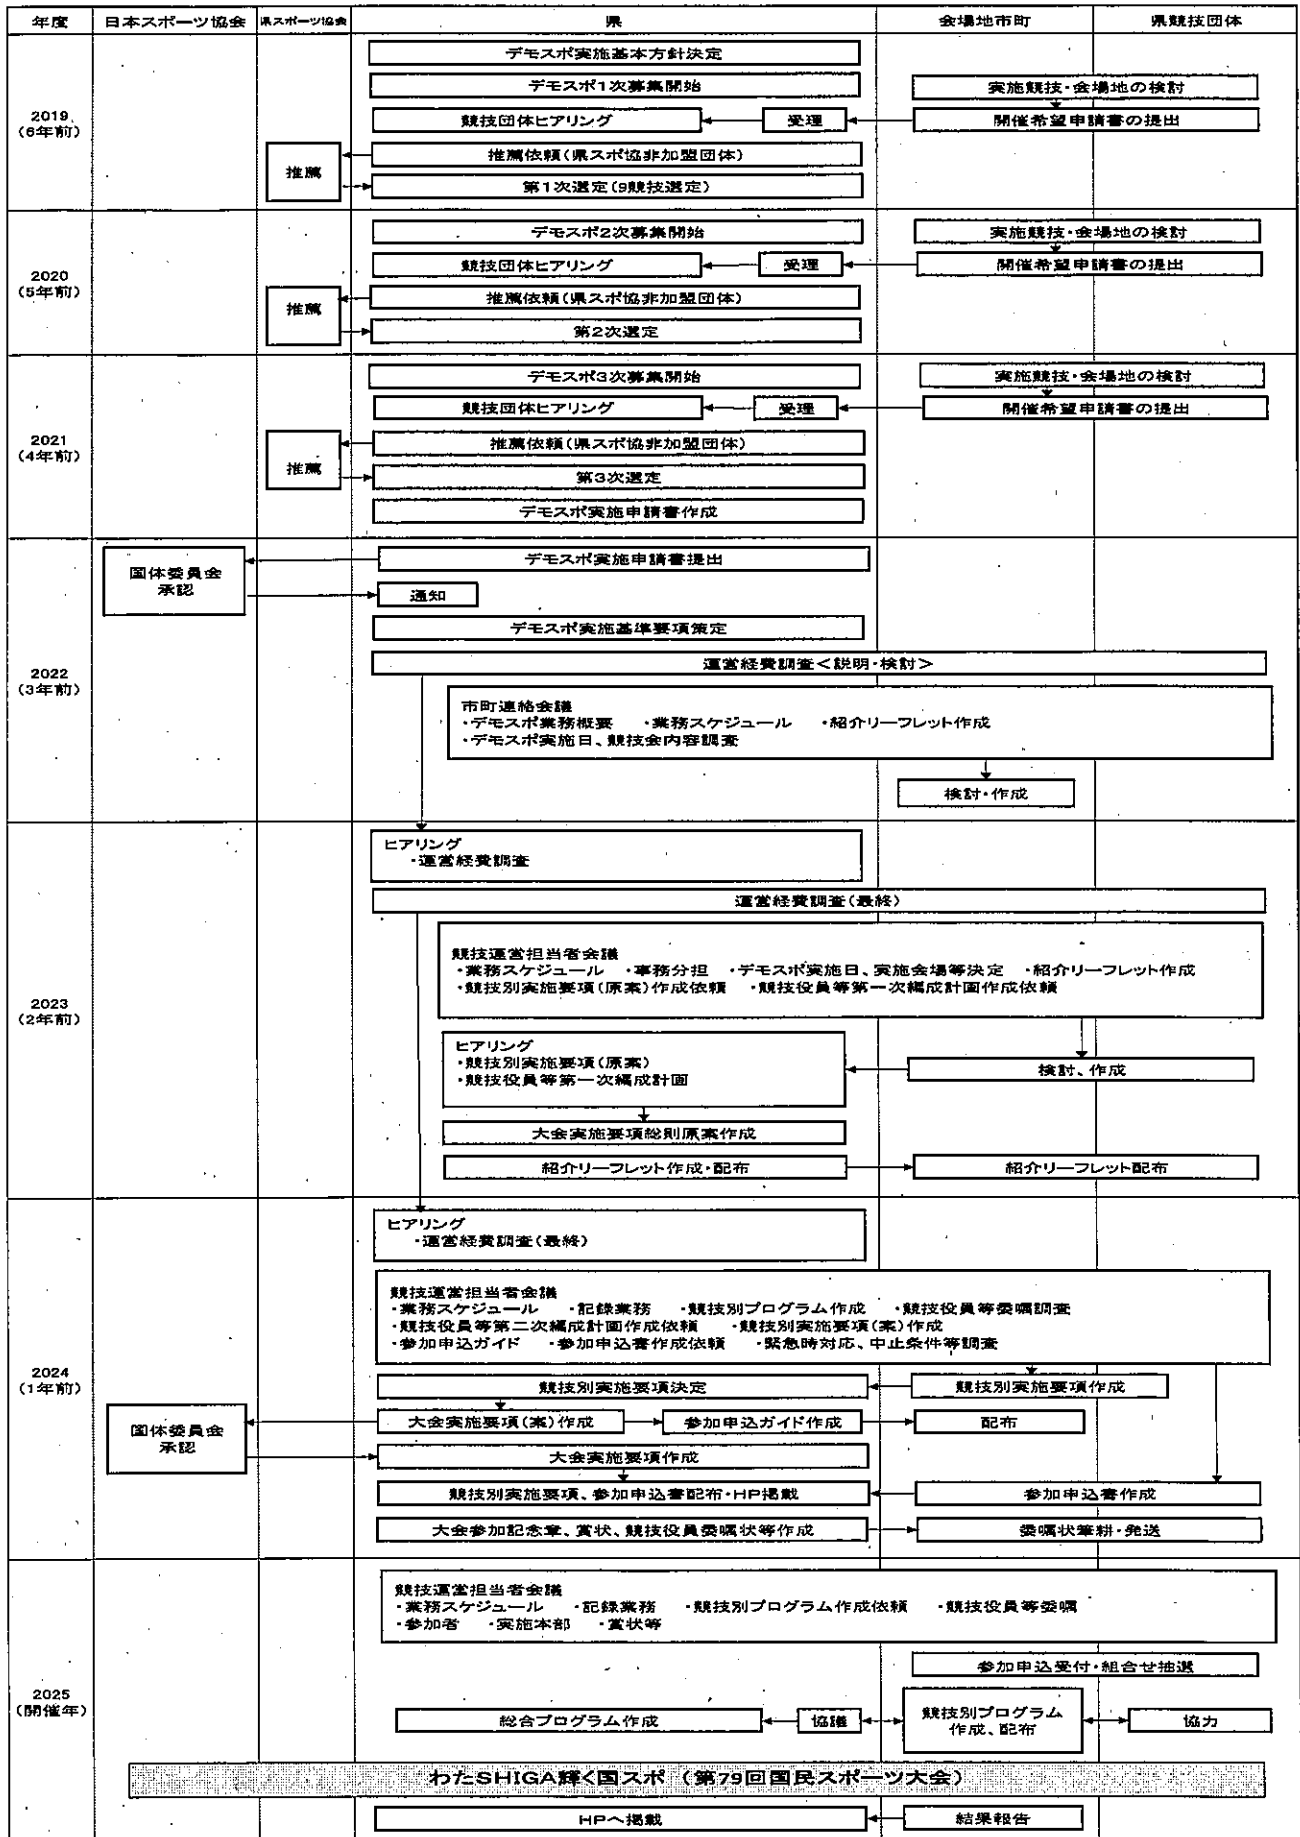 年度 日本スポーツ協会 県スポーツ協会 県 会場地市町 県競技団体
2019
(6年前)
デモスポ実施基本方針決定
デモスポ1次募集開始 実施競技・会場地の検討
競技団体ヒアリング 受理 開催希望申請書の提出
推薦 推薦依頼(県スポ協非加盟団体)
第1次選定(9競技選定)
2020
(5年前)
デモスポ2次募集開始 実施競技・会場地の検討
競技団体ヒアリング 受理 開催希望申請書の提出
推薦 推薦依頼(県スポ協非加盟団体)
第2次選定
2021
(4年前)
デモスポ3次募集開始 実施競技・会場地の検討
競技団体ヒアリング 受理 開催希望申請書の提出
推薦 推薦依頼(県スポ協非加盟団体)
第3次選定
デモスポ実施申請書作成
2022
(3年前)
国体委員会
承認
デモスポ実施申請書提出
通知
デモスポ実施基準要項策定
運営経費調査<説明・検討>
市町連絡会議
・デモスポ業務概要 ・業務スケジュール ・紹介リーフレット作成
・デモスポ実施日、競技会内容調査
検討・作成
2023
(2年前)
ヒアリング
・運営経費調査
運営経費調査(最終)
競技運営担当者会議
・業務スケジュール ・事務分担 ・デモスポ実施日、実施会場等決定 ・紹介リーフレット作成
・競技別実施要項(原案)作成依頼 ・競技役員等第一次編成計画作成依頼
ヒアリング
・競技別実施要項(原案)
・競技役員等第一次編成計画
検討、作成
大会実施要項総則原案作成
紹介リーフレット作成・配布 紹介リーフレット配布
2024
(1年前)
ヒアリング
・運営経費調査(最終)
競技運営担当者会議
・業務スケジュール ・記録業務 ・競技別プログラム作成 ・競技役員等委嘱調査
・競技役員等第二次編成計画作成依頼 ・競技別実施要項(案)作成
・参加申込ガイド ・参加申込書作成依頼 ・緊急時対応、中止条件等調査
競技別実施要項決定 競技別実施要項作成
国体委員会
承認
大会実施要項(案)作成 参加申込ガイド作成 配布
大会実施要項作成
競技別実施要項、参加申込書配布・HP掲載 参加申込書作成
大会参加記念章、賞状、競技役員委嘱状等作成 委嘱状筆耕・発送
2025
(開催年)
競技運営担当者会議
・業務スケジュール ・記録業務 ・競技別プログラム作成依頼 ・競技役員等委嘱
・参加者 ・実施本部 ・賞状等
参加申込受付・組合せ抽選
総合プログラム作成 協議 競技別プログラム
作成、配布 協力
わたSHIGA輝く国スポ (第79回国民スポーツ大会)
HPへ掲載 結果報告